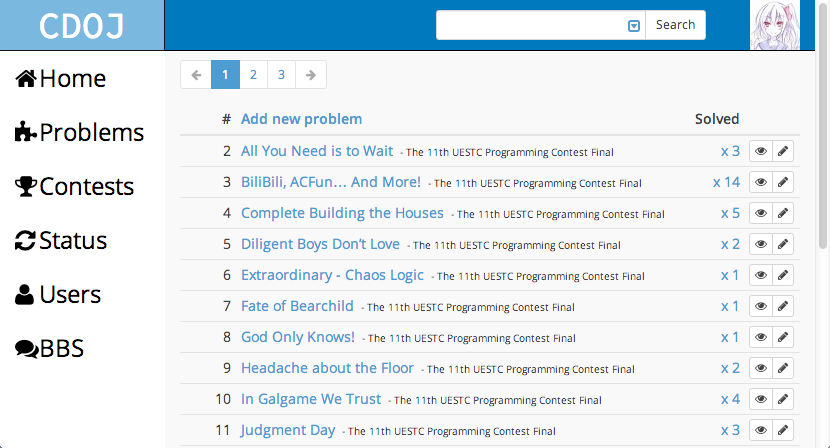 CDOJ
Search
Home
Problems
Contests
Status
Users
BBS
1 2 3
# Add new problem Solved
2 All You Need is to Wait - The 11th UESTC Programming Contest Final x 3
3 BiliBili, ACFun… And More! - The 11th UESTC Programming Contest Final x 14
4 Complete Building the Houses - The 11th UESTC Programming Contest Final x 5
5 Diligent Boys Don’t Love - The 11th UESTC Programming Contest Final x 2
6 Extraordinary - Chaos Logic - The 11th UESTC Programming Contest Final x 1
7 Fate of Bearchild - The 11th UESTC Programming Contest Final x 1
8 God Only Knows! - The 11th UESTC Programming Contest Final x 1
9 Headache about the Floor - The 11th UESTC Programming Contest Final x 2
10 In Galgame We Trust - The 11th UESTC Programming Contest Final x 4
11 Judgment Day - The 11th UESTC Programming Contest Final x 3